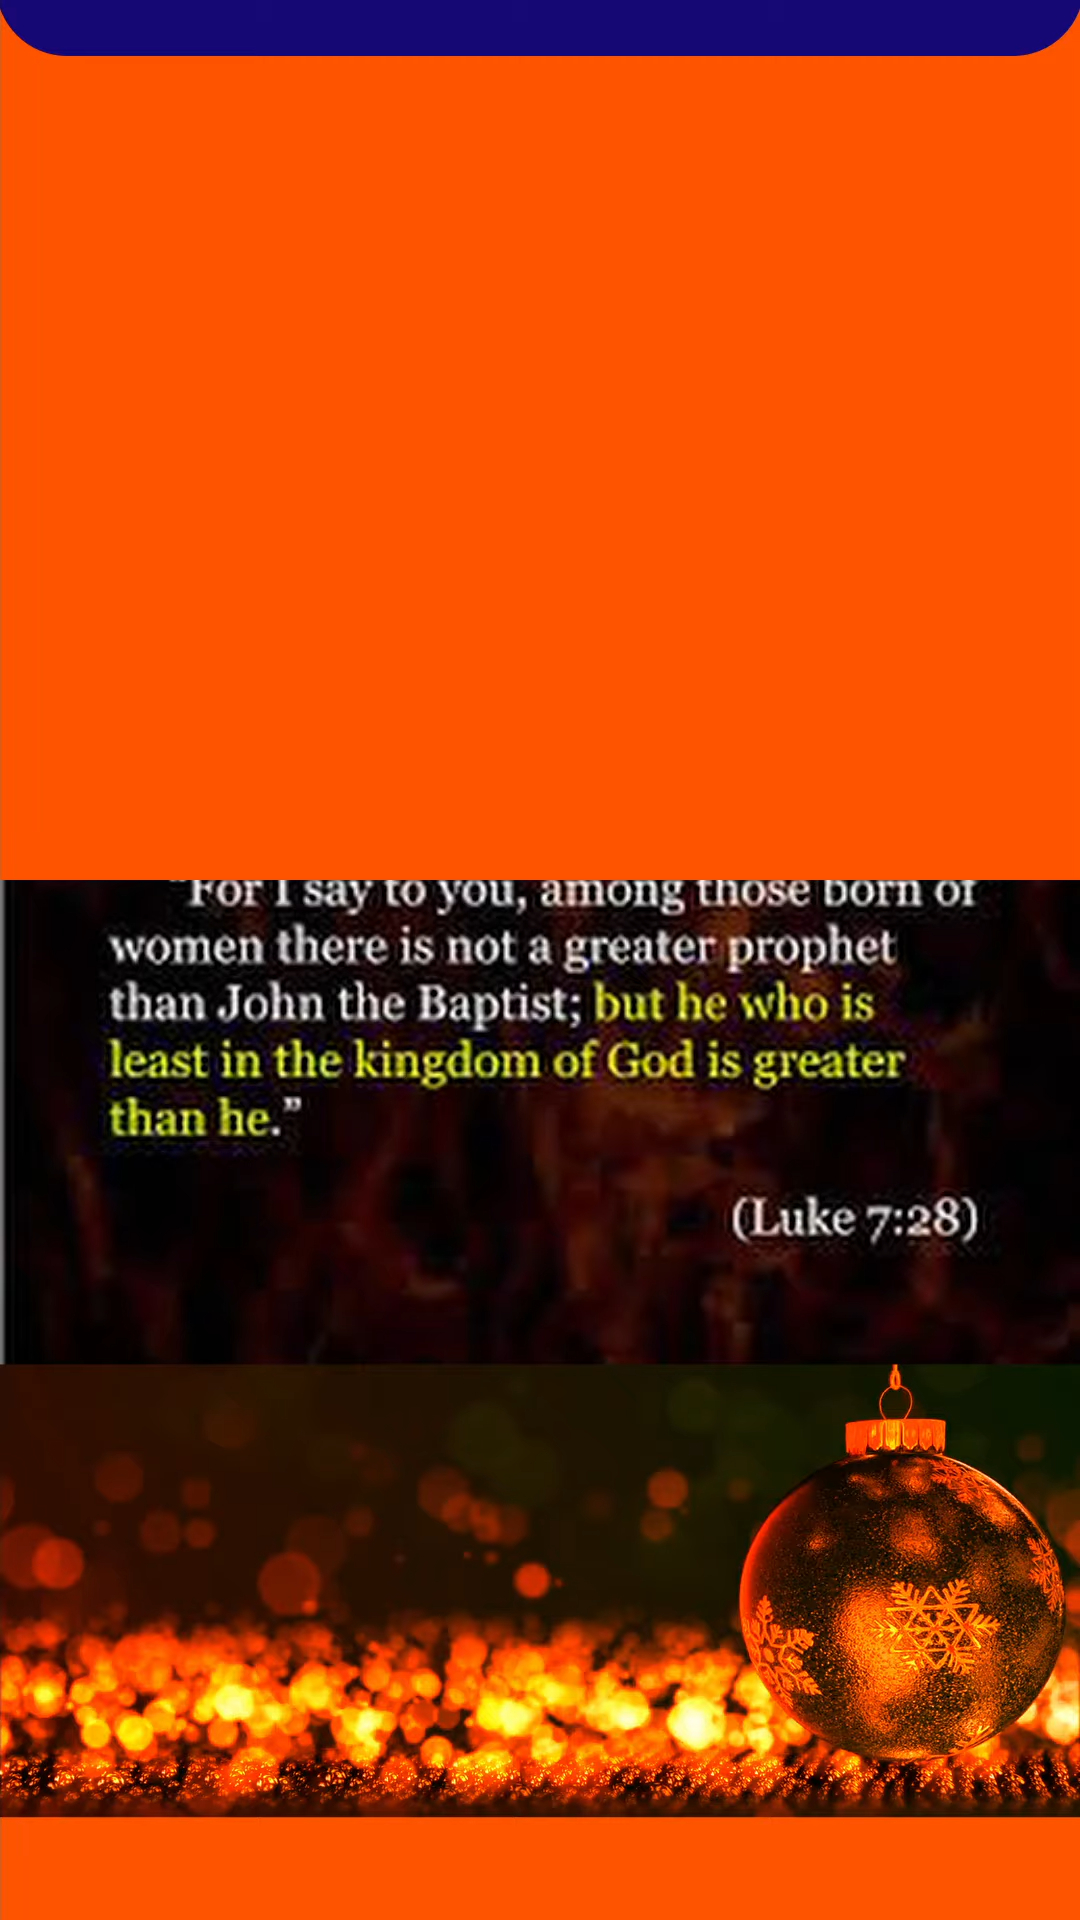 "For I say to you, among those born of
women there is not a greater prophet
than John the Baptist; but he who is
least in the kingdom of God is greater
than he.”
(Luke 7:28)